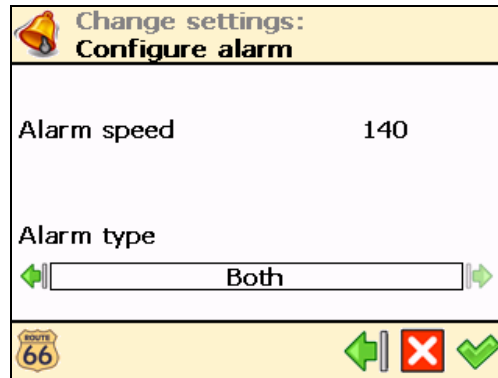 Change settings:
Configure alarm
Alarm speed 140
Alarm type
Both
ROUTE
66